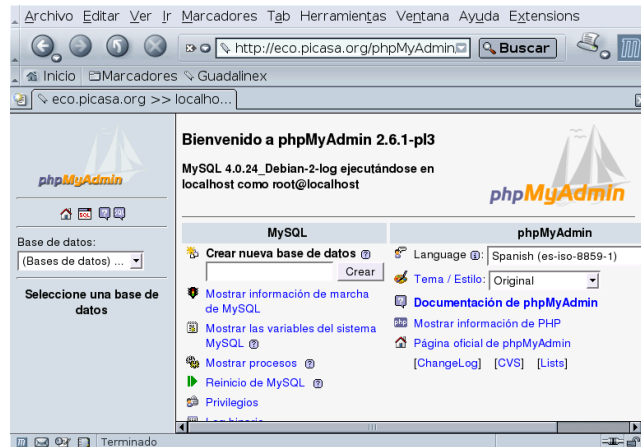 Archivo Editar Ver Ir Marcadores Tab Herramientas Ventana Ayuda Extensions
http://eco.picasa.org/phpMyAdmin
Buscar
Inicio Marcadores Guadalinex
eco.picasa.org >> localho...
phpMyAdmin
SQL
Base de datos:
(Bases de datos) ...
Seleccione una base de
datos
Bienvenido a phpMyAdmin 2.6.1-pl3
MySQL 4.0.24_Debian-2-log ejecutándose en
localhost como root@localhost
phpMyAdmin
MySQL
Crear nueva base de datos
Crear
Mostrar información de marcha
de MySQL
Mostrar las variables del sistema
MySQL
Mostrar procesos
Reinicio de MySQL
Privilegios
Log binario
phpMyAdmin
Language: Spanish (es-iso-8859-1)
Tema / Estilo: Original
Documentación de phpMyAdmin
php Mostrar información de PHP
Página oficial de phpMyAdmin
[ChangeLog] [CVS] [Lists]
Terminado